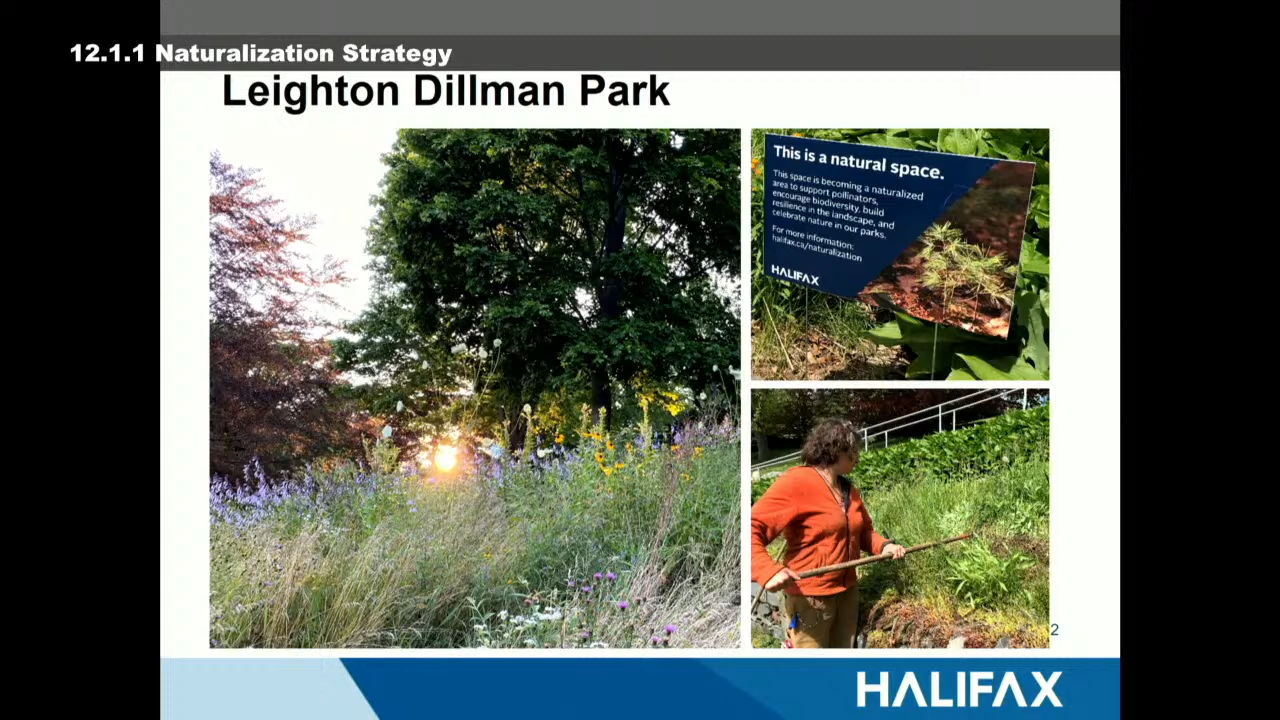 12.1.1 Naturalization Strategy
Leighton Dillman Park
This is a natural space.
This space is becoming a naturalized
area to support pollinators,
encourage biodiversity, build
resilience in the landscape, and
celebrate nature in our parks.
For more information:
halifax.ca/naturalization
HALIFAX
2
HALIFAX